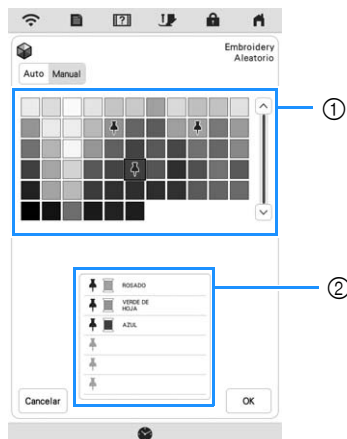 Embroidery
Aleatorio
Auto Manual
①
②
ROSADO
VERDE DE
HOJA
AZUL
Cancelar
OK